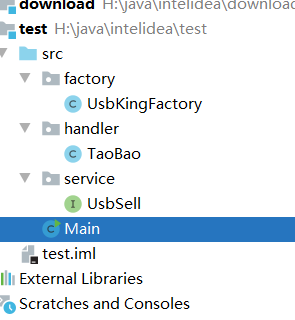 download H:\java\intelidea\download
test H:\java\intelidea\test
src
factory
C UsbKingFactory
handler
C TaoBao
service
I UsbSell
C Main
test.iml
External Libraries
Scratches and Consoles